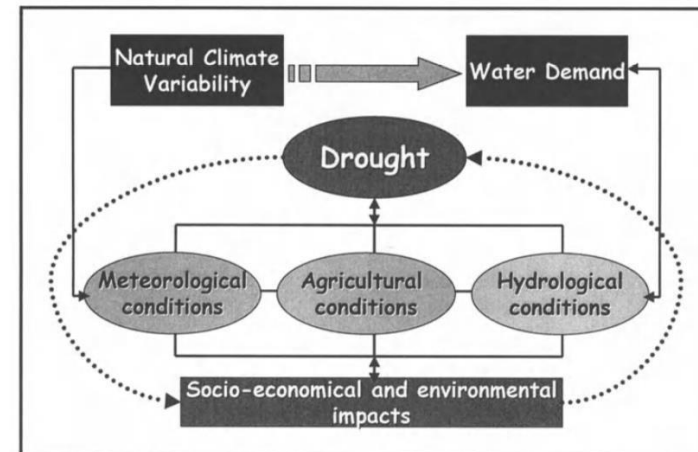 Natural Climate
Variability
Water Demand
Drought
Meteorological
conditions
Agricultural
conditions
Hydrological
conditions
Socio-economical and environmental
impacts